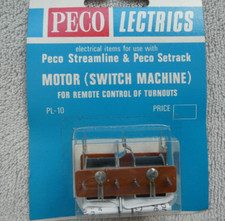 PECO LECTRICS
electrical items for use with
Peco Streamline & Peco Setrack
MOTOR (SWITCH MACHINE)
FOR REMOTE CONTROL OF TURNOUTS
PL-10 PRICE